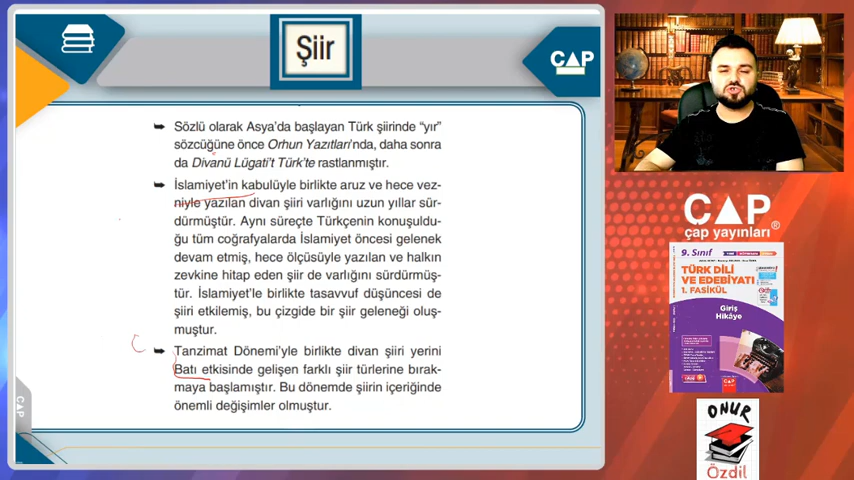 Şiir
ÇAP
Sözlü olarak Asya'da başlayan Türk şiirinde “yır”
sözcüğüne önce Orhun Yazıtları'nda, daha sonra
da Divanü Lügati't Türk'te rastlanmıştır.
İslamiyet'in kabulüyle birlikte aruz ve hece vez-
niyle yazılan divan şiiri varlığını uzun yıllar sür-
dürmüştür. Aynı süreçte Türkçenin konuşuldu-
ğu tüm coğrafyalarda İslamiyet öncesi gelenek
devam etmiş, hece ölçüsüyle yazılan ve halkın
zevkine hitap eden şiir de varlığını sürdürmüş-
tür. İslamiyet'le birlikte tasavvuf düşüncesi de
şiiri etkilemiş, bu çizgide bir şiir geleneği oluş-
muştur.
Tanzimat Dönemi'yle birlikte divan şiiri yerini
Batı etkisinde gelişen farklı şiir türlerine bırak-
maya başlamıştır. Bu dönemde şiirin içeriğinde
önemli değişimler olmuştur.
ÇAP
ÇAP
çap yayınları®
9. Sınıf
TÜRK DİLİ
VE EDEBİYATI
1. FASİKÜL
Giriş
Hikâye
ONUR
Özdil